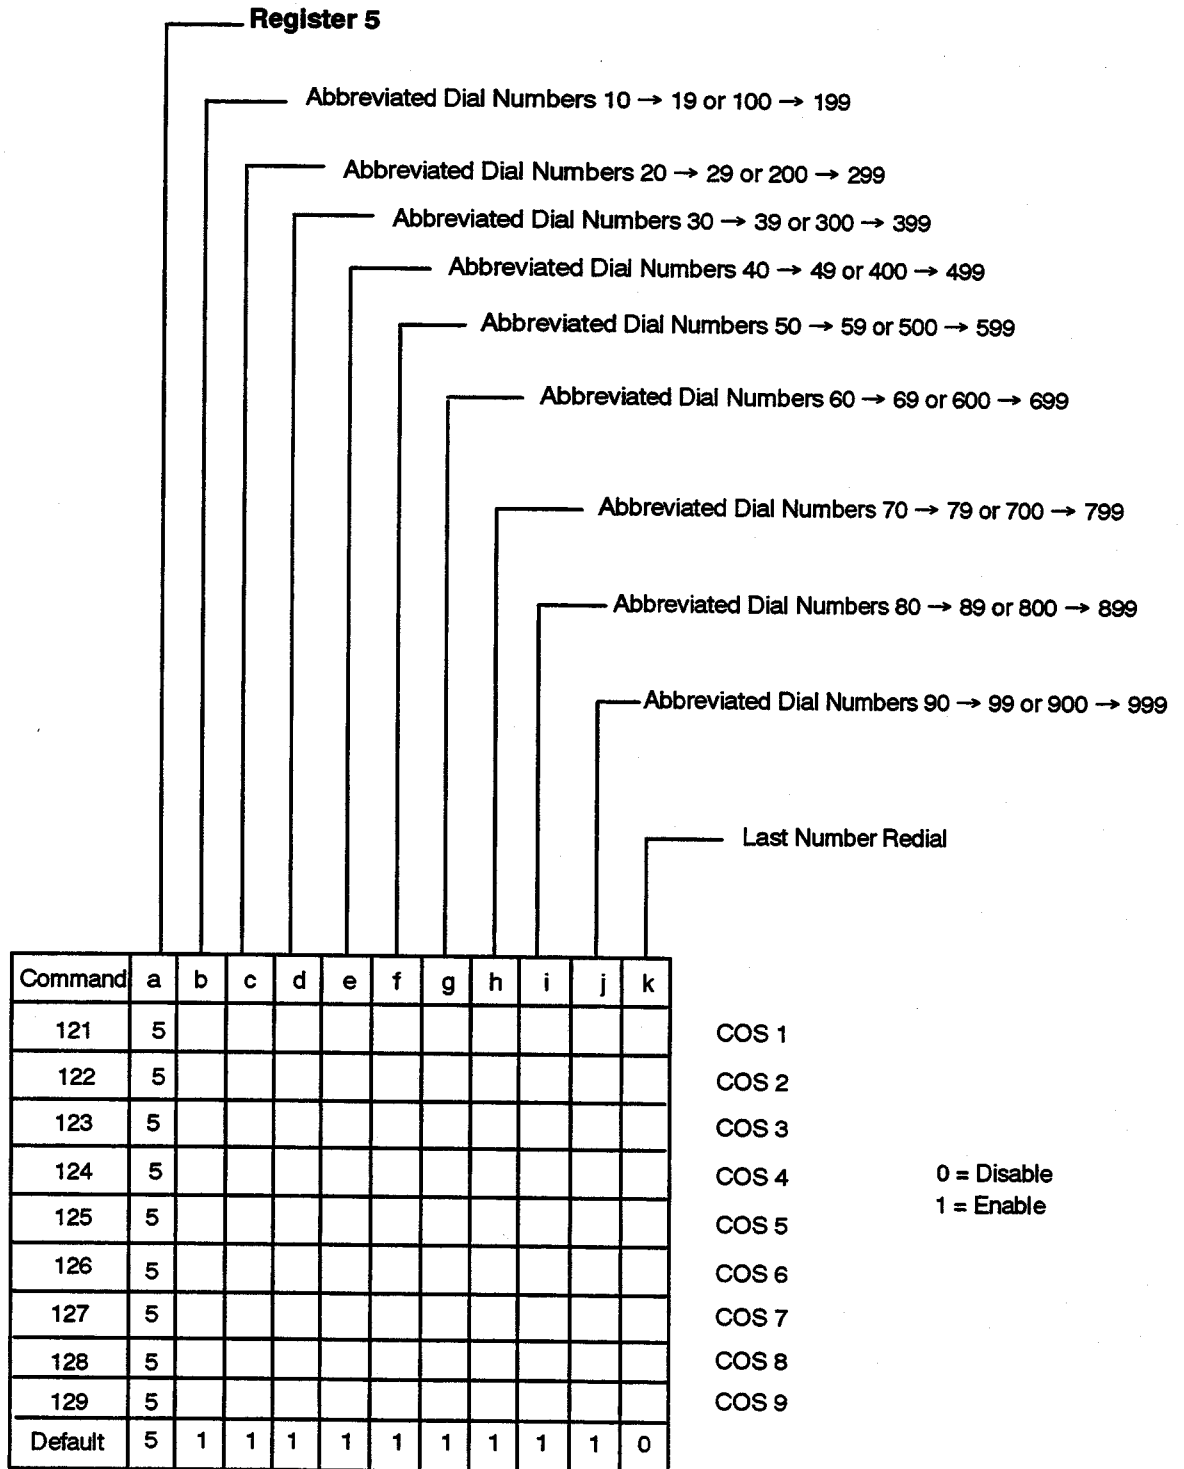 Register 5
Abbreviated Dial Numbers 10 → 19 or 100 → 199
Abbreviated Dial Numbers 20 → 29 or 200 → 299
Abbreviated Dial Numbers 30 → 39 or 300 → 399
Abbreviated Dial Numbers 40 → 49 or 400 → 499
Abbreviated Dial Numbers 50 → 59 or 500 → 599
Abbreviated Dial Numbers 60 → 69 or 600 → 699
Abbreviated Dial Numbers 70 → 79 or 700 → 799
Abbreviated Dial Numbers 80 → 89 or 800 → 899
Abbreviated Dial Numbers 90 → 99 or 900 → 999
Last Number Redial
Command a b c d e f g h i j k
121 5 COS 1
122 5 COS 2
123 5 COS 3
124 5 COS 4 0 = Disable
125 5 COS 5 1 = Enable
126 5 COS 6
127 5 COS 7
128 5 COS 8
129 5 COS 9
Default 5 1 1 1 1 1 1 1 1 1 0